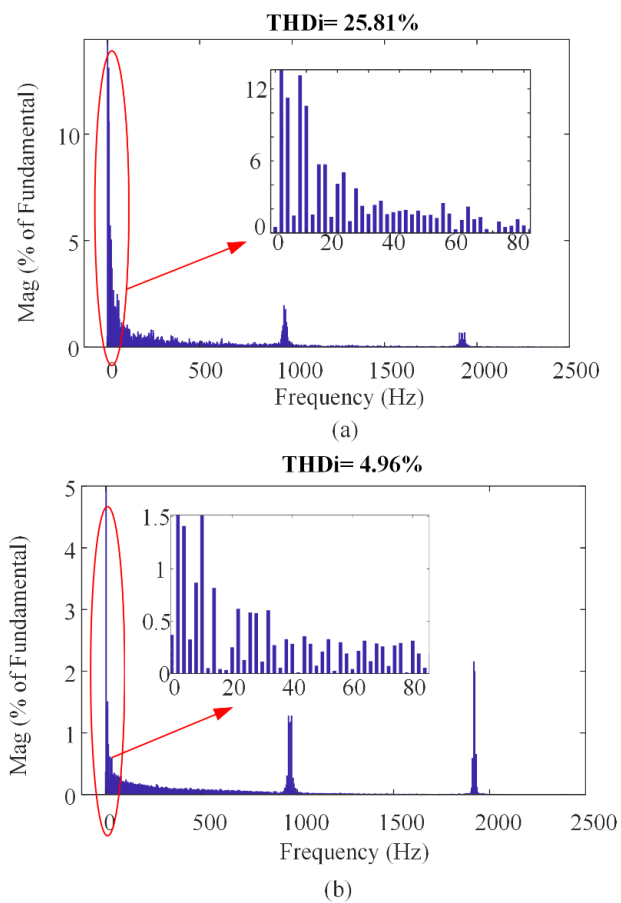 THDi= 25.81%
Mag (% of Fundamental)
10
5
0
12
6
0
0 20 40 60 80
0 500 1000 1500 2000 2500
Frequency (Hz)
(a)
THDi= 4.96%
Mag (% of Fundamental)
5
4
3
2
1
0
1.5
1
0.5
0
0 20 40 60 80
0 500 1000 1500 2000 2500
Frequency (Hz)
(b)